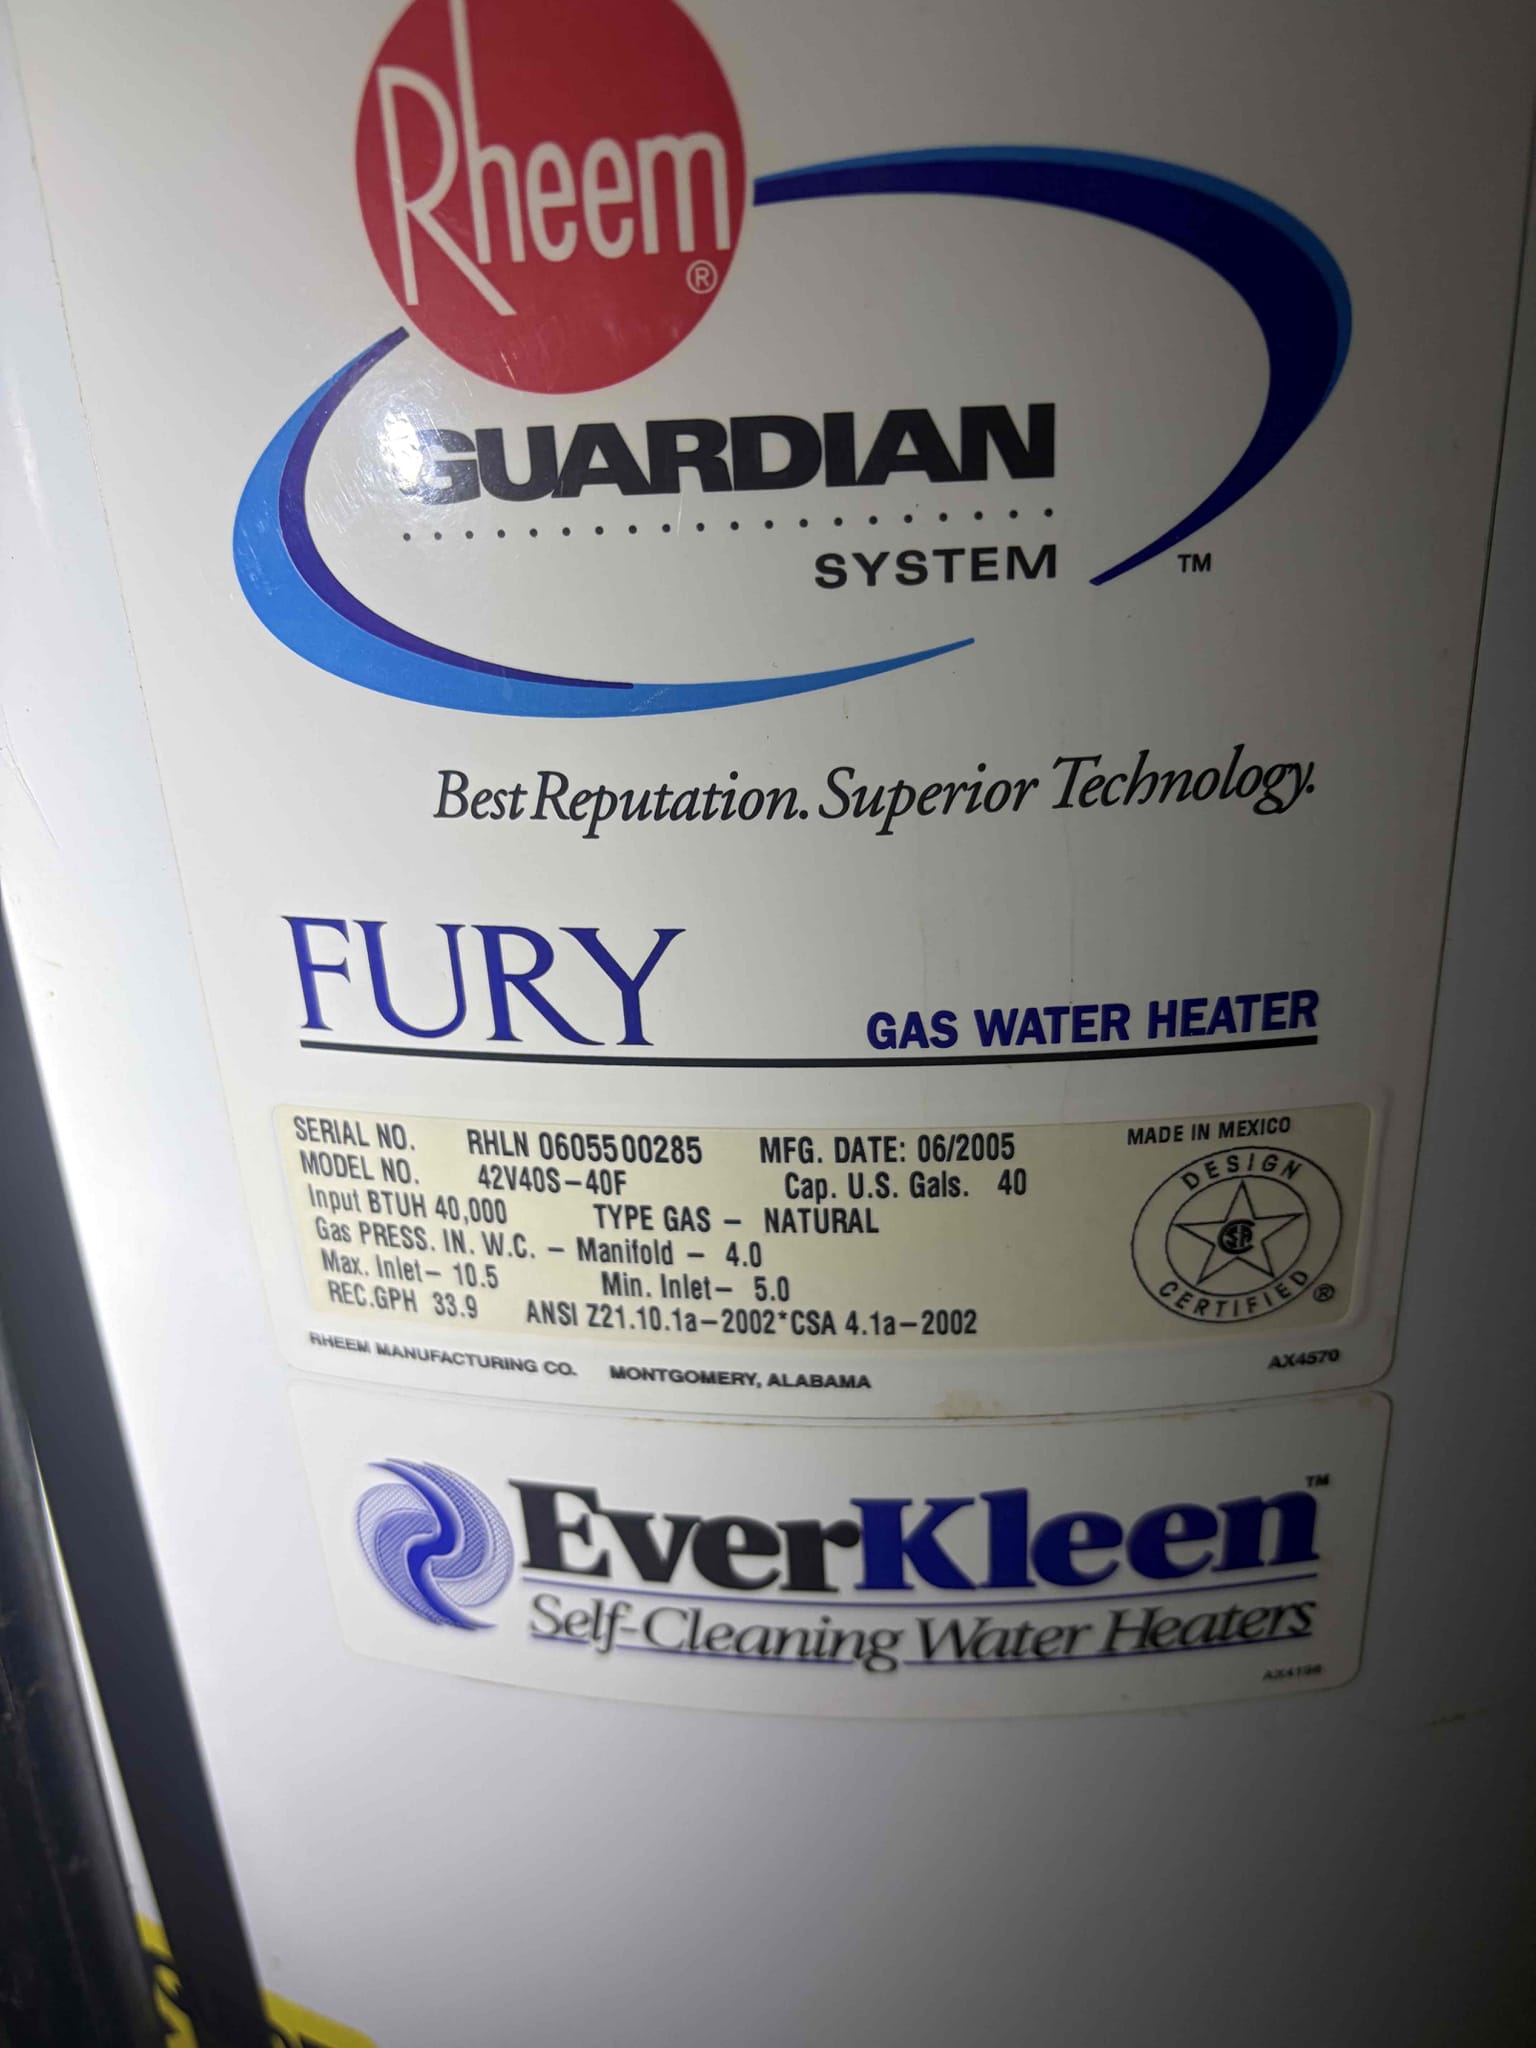 Rheem®
GUARDIAN
SYSTEM ™
Best Reputation. Superior Technology.
FURY GAS WATER HEATER
SERIAL NO. RHLN 0605500285 MFG. DATE: 06/2005 MADE IN MEXICO
MODEL NO. 42V40S-40F Cap. U.S. Gals. 40
Input BTUH 40,000 TYPE GAS - NATURAL
Gas PRESS. IN. W.C. - Manifold - 4.0
Max. Inlet- 10.5 Min. Inlet- 5.0
REC.GPH 33.9 ANSI Z21.10.1a-2002*CSA 4.1a-2002
DESIGN
CERTIFIED ®
RHEEM MANUFACTURING CO. MONTGOMERY, ALABAMA AX4570
EverKleen™
Self-Cleaning Water Heaters